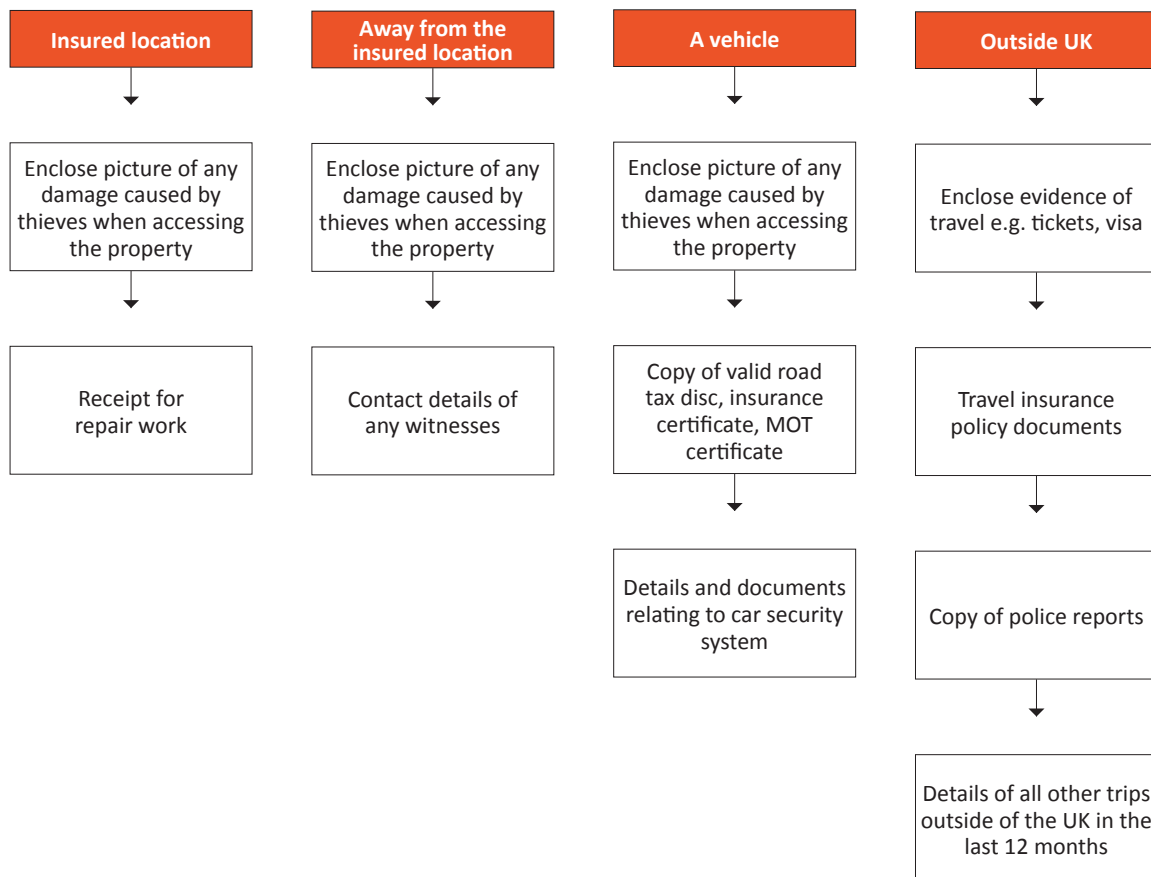 Insured location
Away from the
insured location
A vehicle
Outside UK
Enclose picture of any
damage caused by
thieves when accessing
the property
Enclose picture of any
damage caused by
thieves when accessing
the property
Enclose picture of any
damage caused by
thieves when accessing
the property
Enclose evidence of
travel e.g. tickets, visa
Receipt for
repair work
Contact details of
any witnesses
Copy of valid road
tax disc, insurance
certificate, MOT
certificate
Travel insurance
policy documents
Details and documents
relating to car security
system
Copy of police reports
Details of all other trips
outside of the UK in the
last 12 months